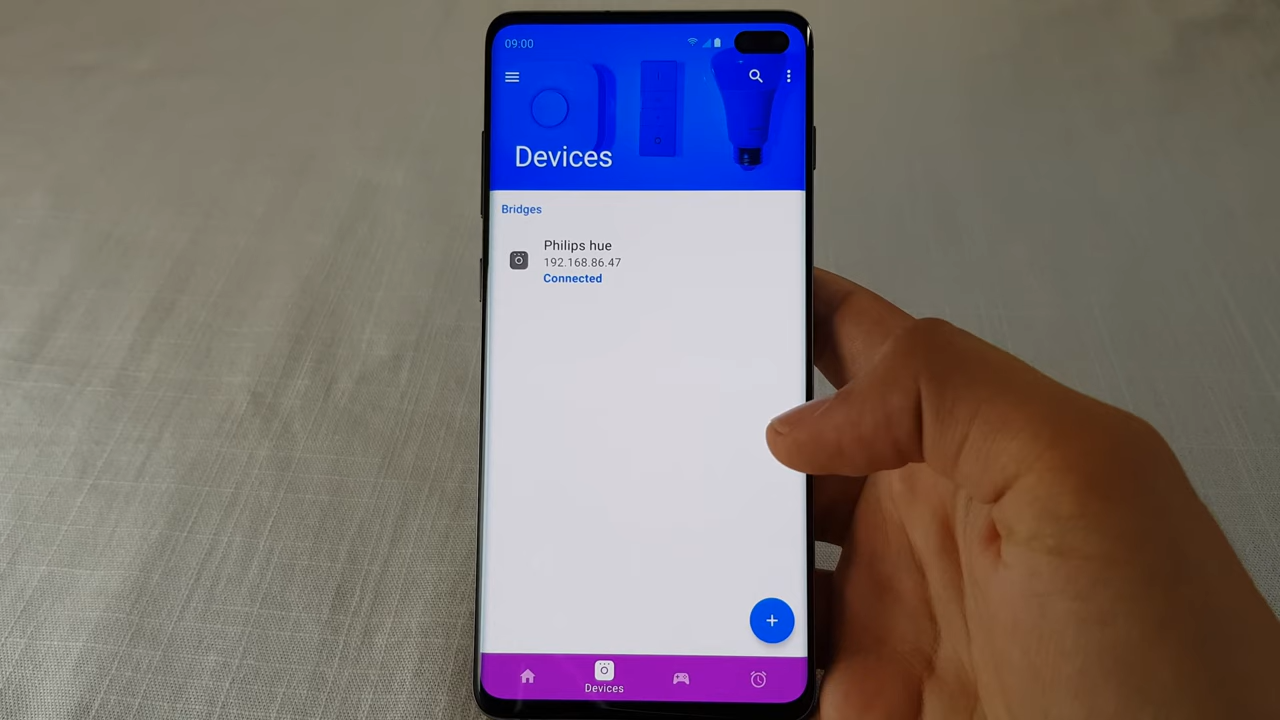 09:00
Devices
Bridges
Philips hue
192.168.86.47
Connected
Devices